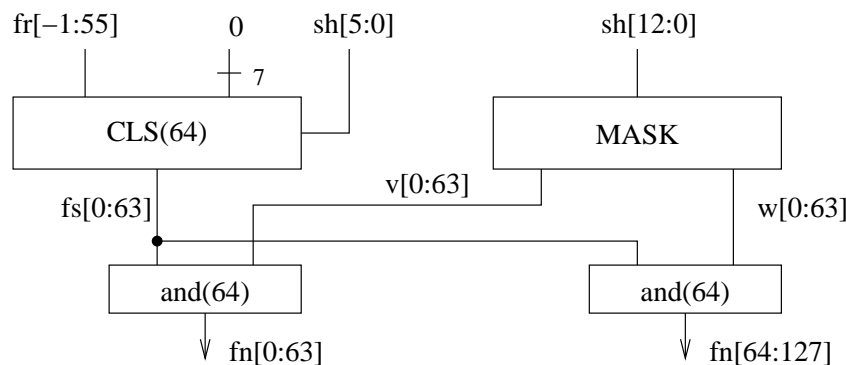 fr[−1:55] 0 sh[5:0] sh[12:0]
7
CLS(64) MASK
fs[0:63] v[0:63] w[0:63]
and(64) and(64)
fn[0:63] fn[64:127]